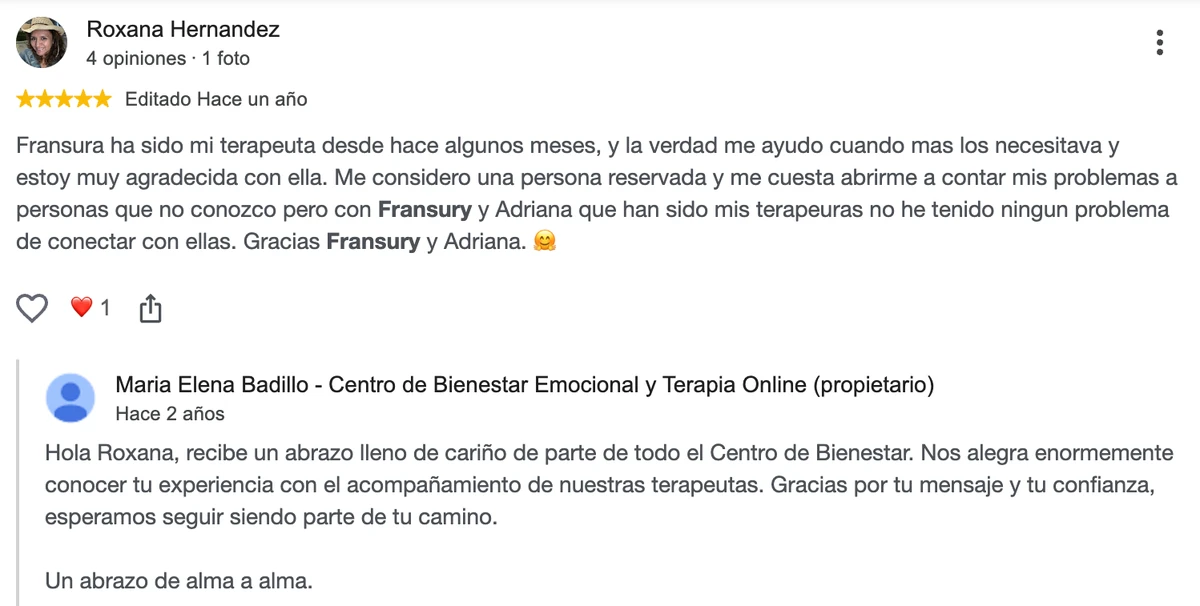 Roxana Hernandez
4 opiniones · 1 foto
Editado Hace un año
Fransura ha sido mi terapeuta desde hace algunos meses, y la verdad me ayudo cuando mas los necesitava y
estoy muy agradecida con ella. Me considero una persona reservada y me cuesta abrirme a contar mis problemas a
personas que no conozco pero con Fransury y Adriana que han sido mis terapeuras no he tenido ningun problema
de conectar con ellas. Gracias Fransury y Adriana. 🤗
❤️ 1
Maria Elena Badillo - Centro de Bienestar Emocional y Terapia Online (propietario)
Hace 2 años
Hola Roxana, recibe un abrazo lleno de cariño de parte de todo el Centro de Bienestar. Nos alegra enormemente
conocer tu experiencia con el acompañamiento de nuestras terapeutas. Gracias por tu mensaje y tu confianza,
esperamos seguir siendo parte de tu camino.
Un abrazo de alma a alma.